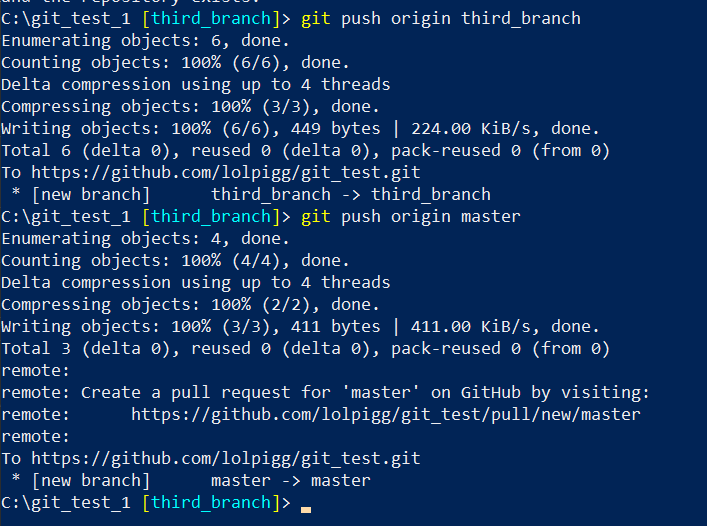 and the repository exists.
C:\git_test_1 [third_branch]> git push origin third_branch
Enumerating objects: 6, done.
Counting objects: 100% (6/6), done.
Delta compression using up to 4 threads
Compressing objects: 100% (3/3), done.
Writing objects: 100% (6/6), 449 bytes | 224.00 KiB/s, done.
Total 6 (delta 0), reused 0 (delta 0), pack-reused 0 (from 0)
To https://github.com/lolpigg/git_test.git
 * [new branch]      third_branch -> third_branch
C:\git_test_1 [third_branch]> git push origin master
Enumerating objects: 4, done.
Counting objects: 100% (4/4), done.
Delta compression using up to 4 threads
Compressing objects: 100% (2/2), done.
Writing objects: 100% (3/3), 411 bytes | 411.00 KiB/s, done.
Total 3 (delta 0), reused 0 (delta 0), pack-reused 0 (from 0)
remote:
remote: Create a pull request for 'master' on GitHub by visiting:
remote:      https://github.com/lolpigg/git_test/pull/new/master
remote:
To https://github.com/lolpigg/git_test.git
 * [new branch]      master -> master
C:\git_test_1 [third_branch]>